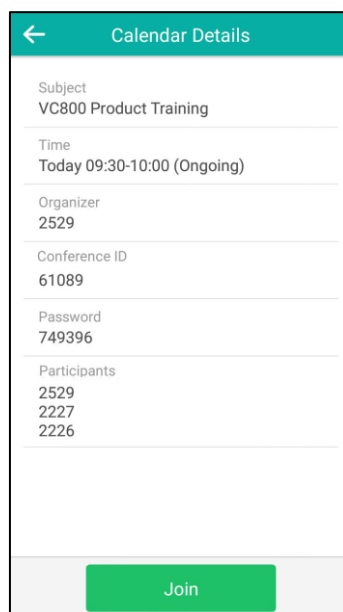 Calendar Details
Subject
VC800 Product Training
Time
Today 09:30-10:00 (Ongoing)
Organizer
2529
Conference ID
61089
Password
749396
Participants
2529
2227
2226
Join